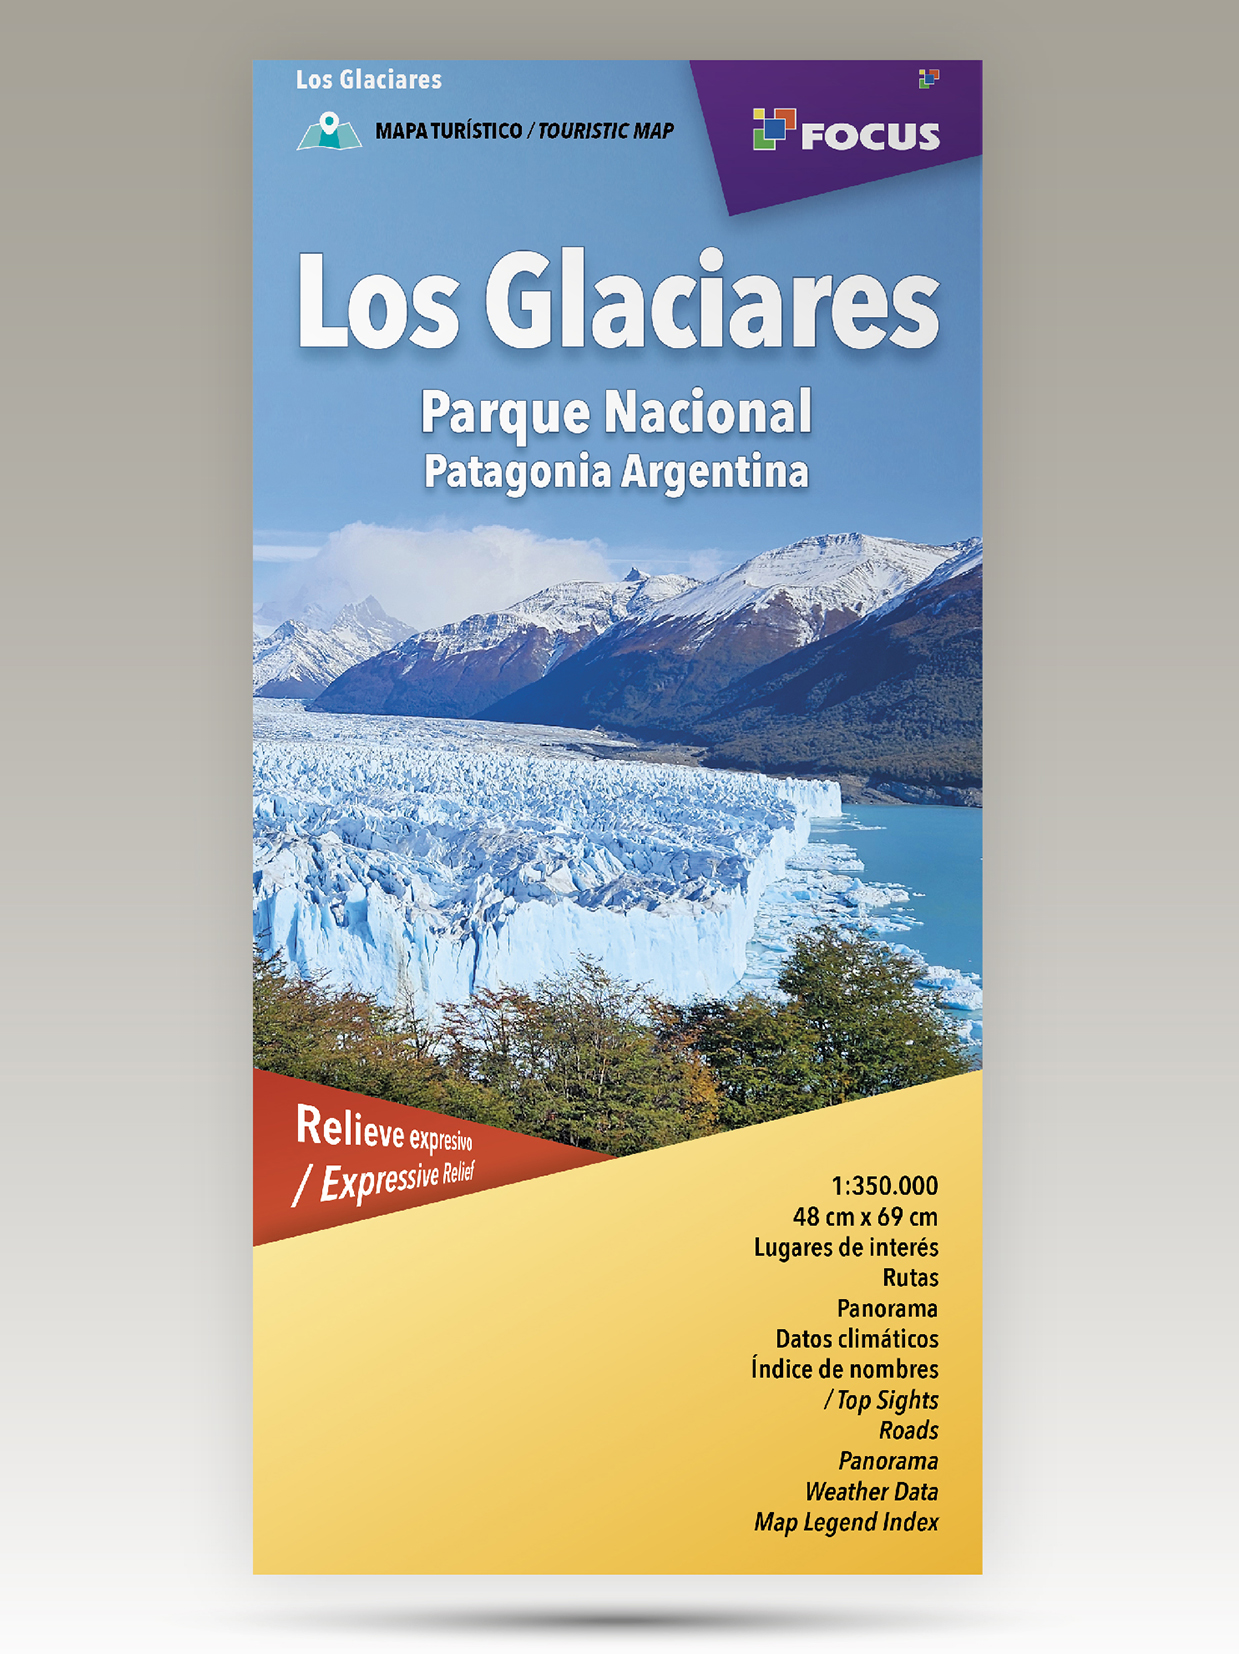 Los Glaciares
MAPA TURÍSTICO / TOURISTIC MAP
FOCUS
Los Glaciares
Parque Nacional
Patagonia Argentina
Relieve expresivo
/ Expressive Relief
1:350.000
48 cm x 69 cm
Lugares de interés
Rutas
Panorama
Datos climáticos
Índice de nombres
/ Top Sights
Roads
Panorama
Weather Data
Map Legend Index